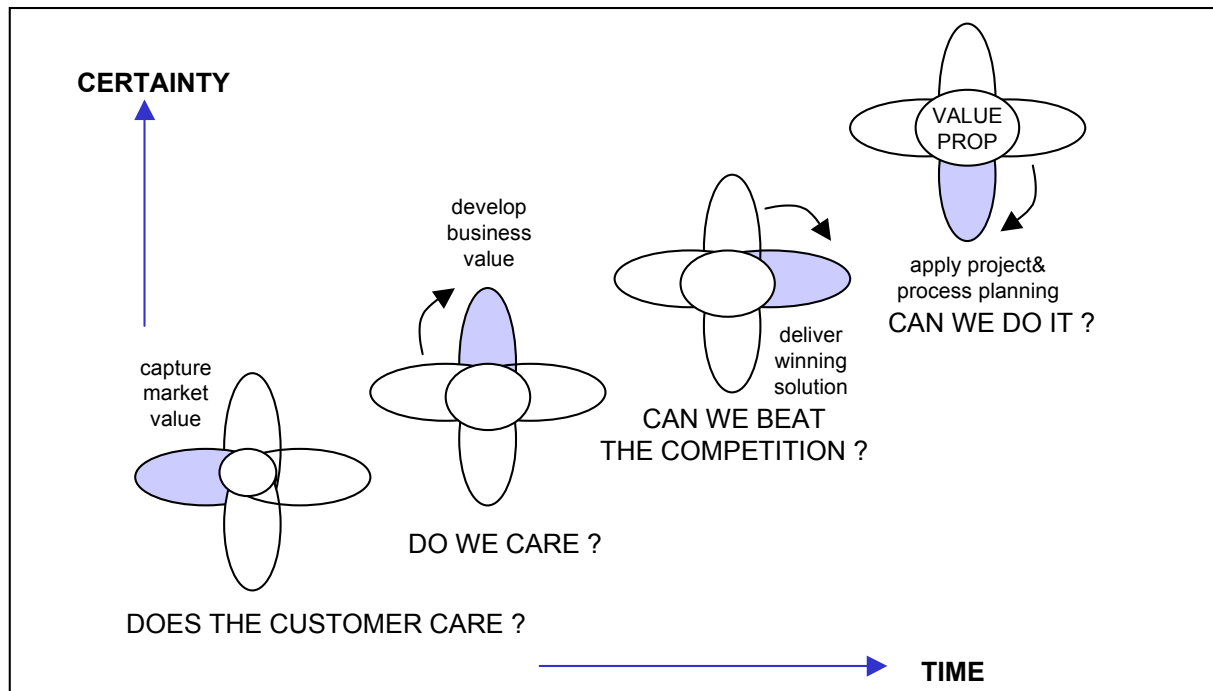 CERTAINTY
VALUE
PROP
develop
business
value
apply project&
process planning
CAN WE DO IT ?
deliver
winning
solution
capture
market
value
CAN WE BEAT
THE COMPETITION ?
DO WE CARE ?
DOES THE CUSTOMER CARE ?
TIME